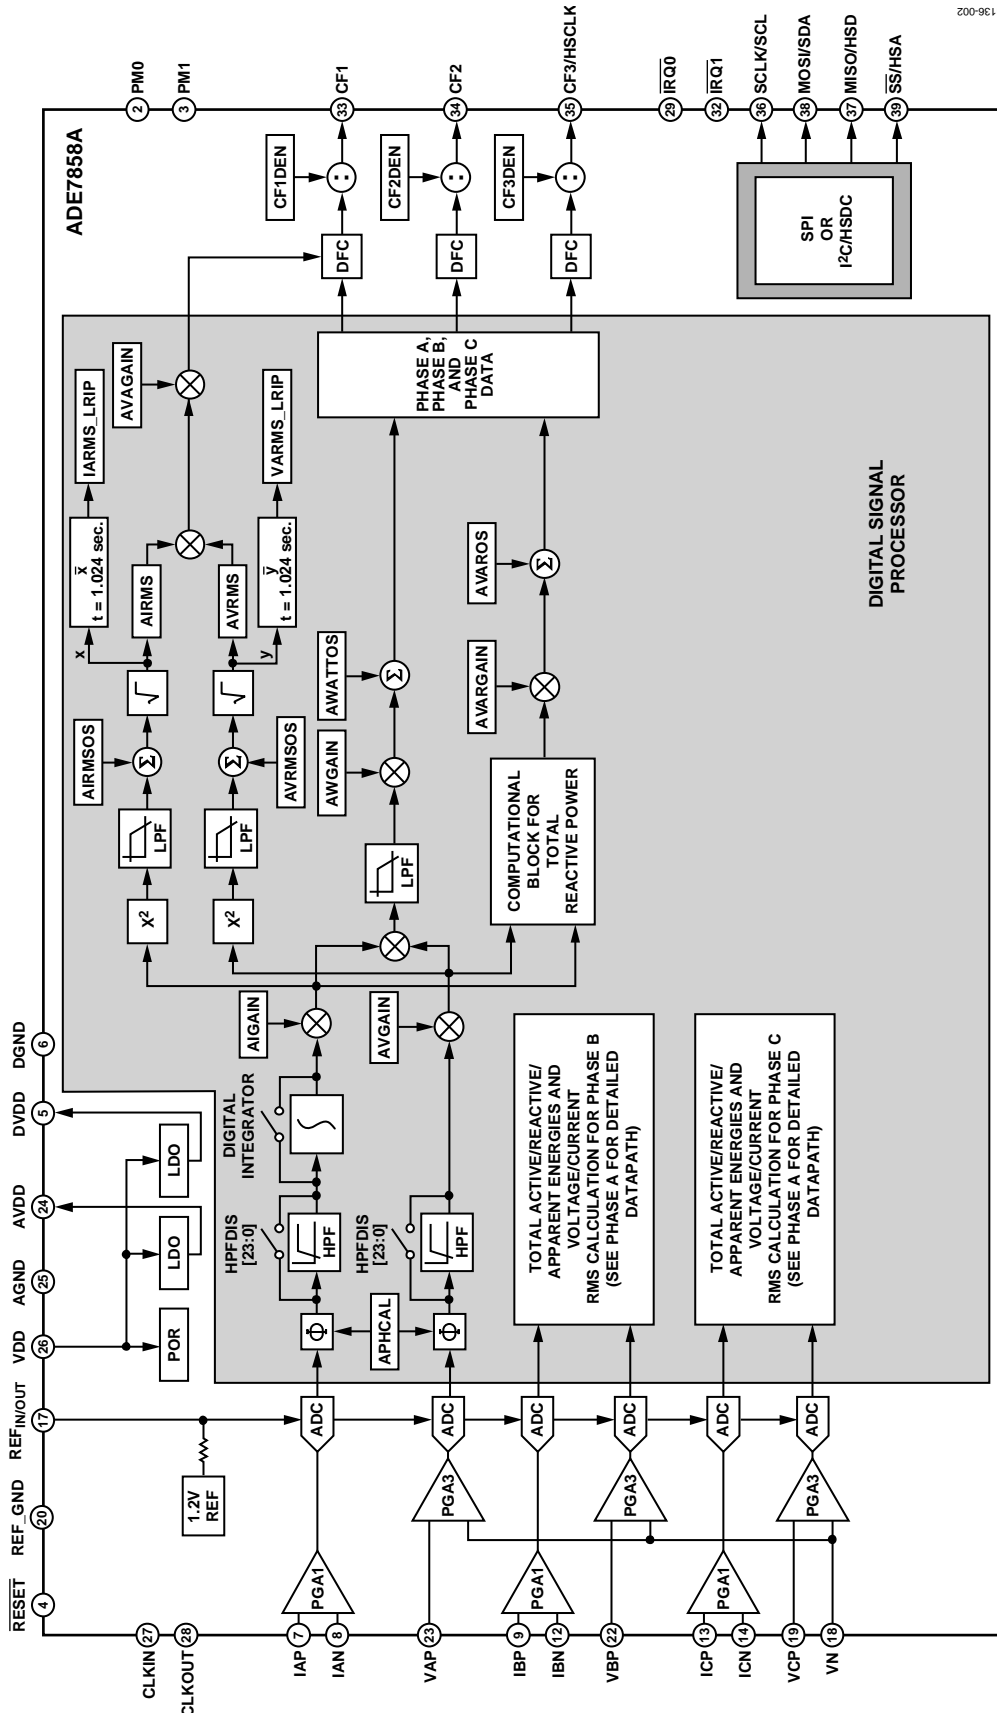 RESET
REF_GND
REFIN/OUT
VDD
AGND
AVDD
DVDD
DGND
4
20
17
26
25
24
5
6
CLKIN
27
CLKOUT
28
1.2V
REF
POR
LDO
LDO
ADE7858A
2
PM0
3
PM1
IAP
7
IAN
8
PGA1
ADC
Φ
HPFDIS
[23:0]
HPF
DIGITAL
INTEGRATOR
AIGAIN
X2
LPF
AIRMSOS
Σ
√
x
x
t = 1.024 sec.
IARMS_LRIP
AIRMS
AVAGAIN
X2
LPF
AVRMSOS
Σ
√
AVRMS
y
y
t = 1.024 sec.
VARMS_LRIP
APHCAL
VAP
23
PGA3
ADC
Φ
HPFDIS
[23:0]
HPF
AVGAIN
LPF
AWGAIN
AWATTOS
Σ
COMPUTATIONAL
BLOCK FOR
TOTAL
REACTIVE POWER
AVARGAIN
AVAROS
Σ
PHASE A,
PHASE B,
AND
PHASE C
DATA
DFC
CF1DEN
:
33
CF1
DFC
CF2DEN
:
34
CF2
DFC
CF3DEN
:
35
CF3/HSCLK
IBP
9
IBN
12
PGA1
ADC
VBP
22
PGA3
ADC
TOTAL ACTIVE/REACTIVE/
APPARENT ENERGIES AND
VOLTAGE/CURRENT
RMS CALCULATION FOR PHASE B
(SEE PHASE A FOR DETAILED
DATAPATH)
ICP
13
ICN
14
PGA1
ADC
VCP
19
VN
18
PGA3
ADC
TOTAL ACTIVE/REACTIVE/
APPARENT ENERGIES AND
VOLTAGE/CURRENT
RMS CALCULATION FOR PHASE C
(SEE PHASE A FOR DETAILED
DATAPATH)
DIGITAL SIGNAL
PROCESSOR
29
IRQ0
32
IRQ1
SPI
OR
I2C/HSDC
36
SCLK/SCL
38
MOSI/SDA
37
MISO/HSD
39
SS/HSA
136-002